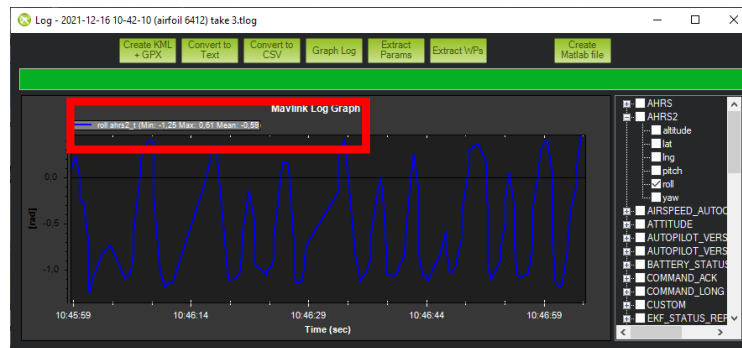 Log - 2021-12-16 10-42-10 (airfoil 6412) take 3.tlog
Create KML + GPX
Convert to Text
Convert to CSV
Graph Log
Extract Params
Extract WPs
Create Matlab file
Mavlink Log Graph
roll ahrs2_t (Min: -1,25 Max: 0,61 Mean: -0,59)
0,0
-0,5
-1,0
[rad]
10:45:59
10:46:14
10:46:29
10:46:44
10:46:59
Time (sec)
AHRS
AHRS2
altitude
lat
lng
pitch
roll
yaw
AIRSPEED_AUTOC
ATTITUDE
AUTOPILOT_VERS
AUTOPILOT_VERS
BATTERY_STATUS
COMMAND_ACK
COMMAND_LONG
CUSTOM
EKF_STATUS_REP